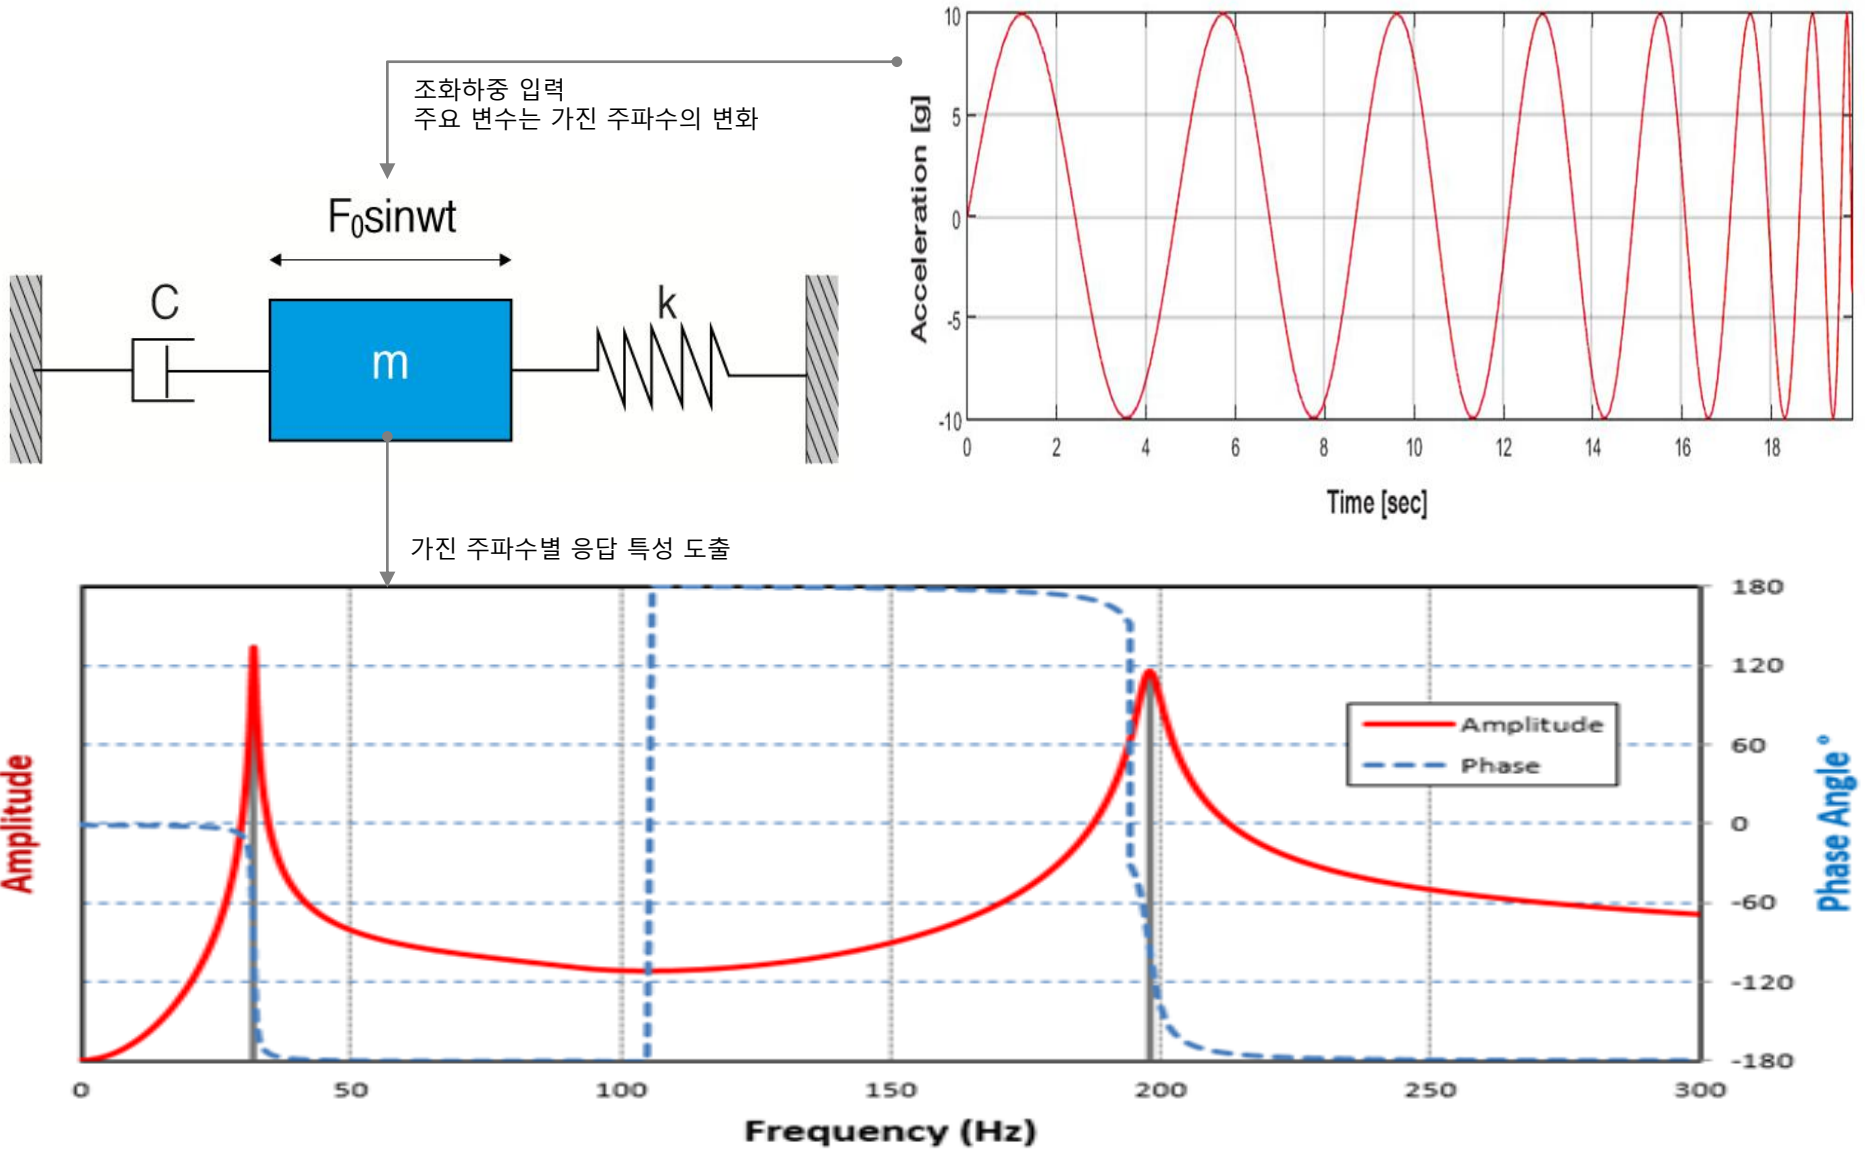 조화하중 입력
주요 변수는 가진 주파수의 변화
F₀sinwt
C
m
k
10
5
0
-5
-10
Acceleration [g]
0 2 4 6 8 10 12 14 16 18
Time [sec]
가진 주파수별 응답 특성 도출
Amplitude
180
120
60
0
-60
-120
-180
Phase Angle °
Amplitude
Phase
0 50 100 150 200 250 300
Frequency (Hz)